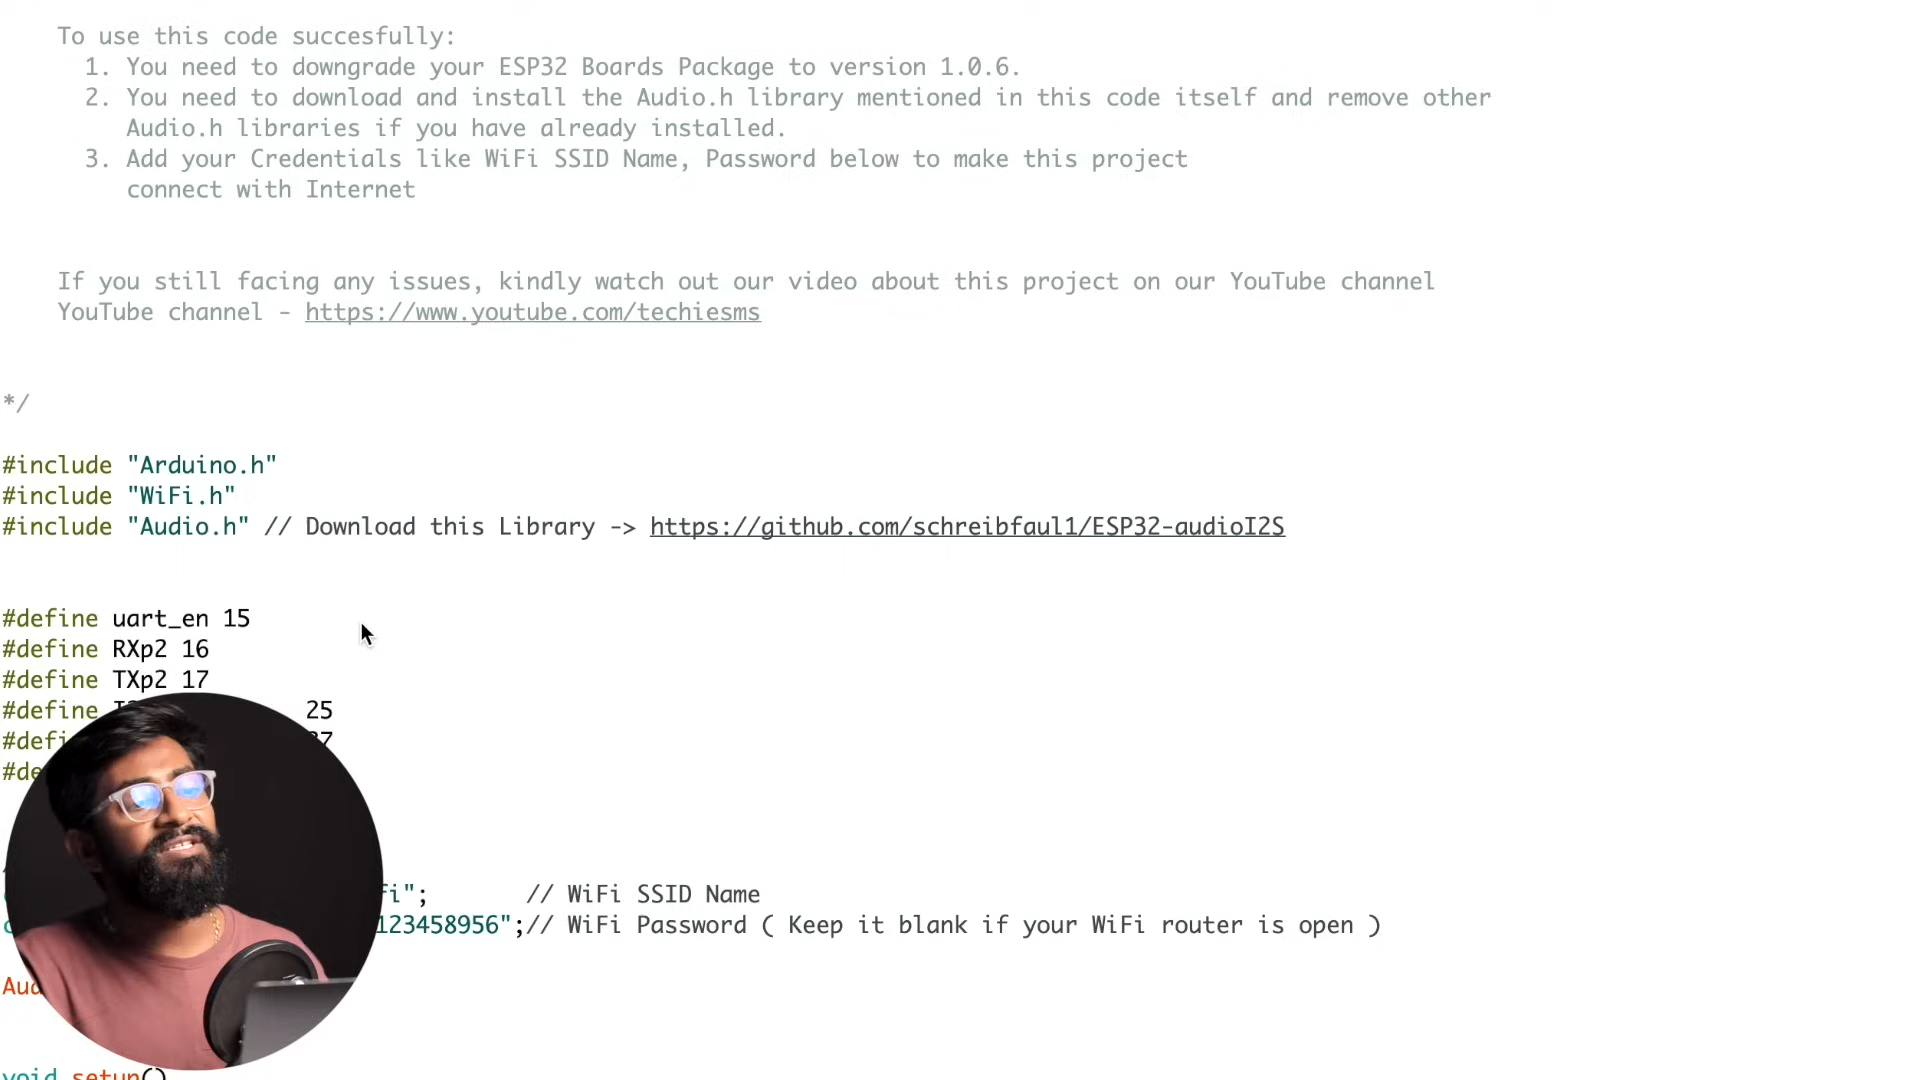 To use this code succesfully:
1. You need to downgrade your ESP32 Boards Package to version 1.0.6.
2. You need to download and install the Audio.h library mentioned in this code itself and remove other
Audio.h libraries if you have already installed.
3. Add your Credentials like WiFi SSID Name, Password below to make this project
connect with Internet
If you still facing any issues, kindly watch out our video about this project on our YouTube channel
YouTube channel - https://www.youtube.com/techiesms
*/
#include "Arduino.h"
#include "WiFi.h"
#include "Audio.h" // Download this Library -> https://github.com/schreibfaul1/ESP32-audioI2S
#define uart_en 15
#define RXp2 16
#define TXp2 17
#define 25
// WiFi SSID Name
123458956";// WiFi Password ( Keep it blank if your WiFi router is open )
void setup()